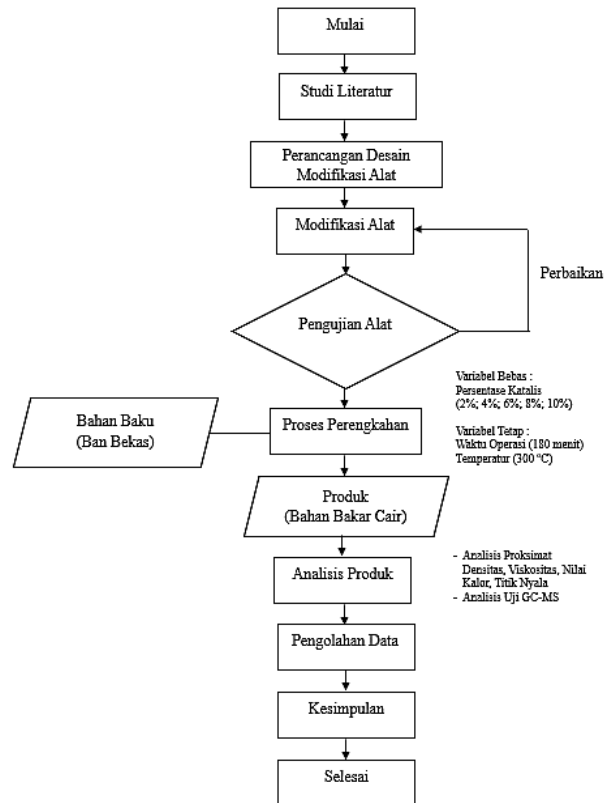 Mulai
Studi Literatur
Perancangan Desain
Modifikasi Alat
Modifikasi Alat
Perbaikan
Pengujian Alat
Variabel Bebas :
Persentase Katalis
(2%; 4%; 6%; 8%; 10%)
Bahan Baku
(Ban Bekas)
Proses Perengkahan
Variabel Tetap :
Waktu Operasi (180 menit)
Temperatur (300 °C)
Produk
(Bahan Bakar Cair)
Analisis Produk
- Analisis Proksimat
Densitas, Viskositas, Nilai
Kalor, Titik Nyala
- Analisis Uji GC-MS
Pengolahan Data
Kesimpulan
Selesai